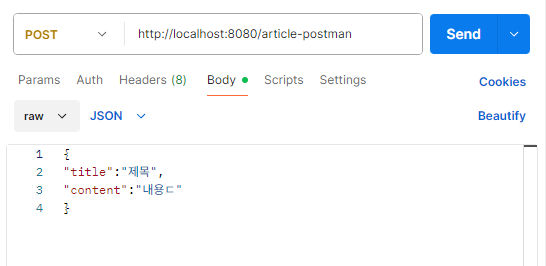 POST http://localhost:8080/article-postman Send
Params Auth Headers (8) Body Scripts Settings Cookies
raw JSON Beautify
1 {
2 "title":"제목",
3 "content":"내용ㄷ"
4 }